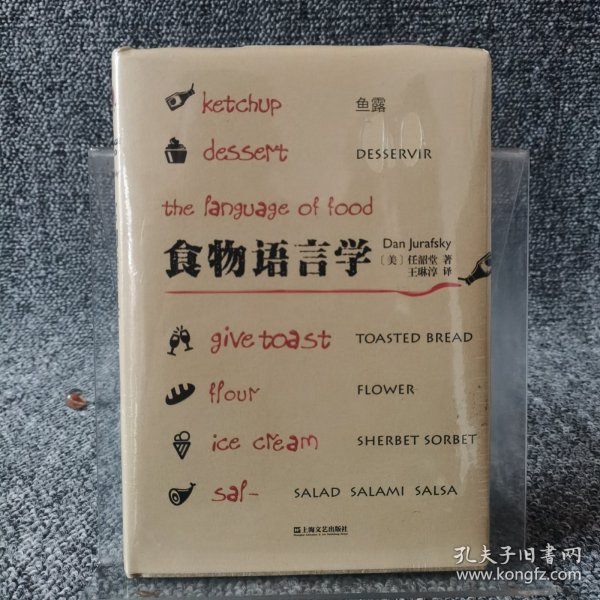 ketchup 鱼露
dessert DESSERVIR
the language of food
食物语言学
Dan Jurafsky
〔美〕任韶堂 著
王琳淳 译
give toast TOASTED BREAD
flour FLOWER
ice cream SHERBET SORBET
sal- SALAD SALAMI SALSA
上海文艺出版社
孔夫子旧书网
www.kongfz.com